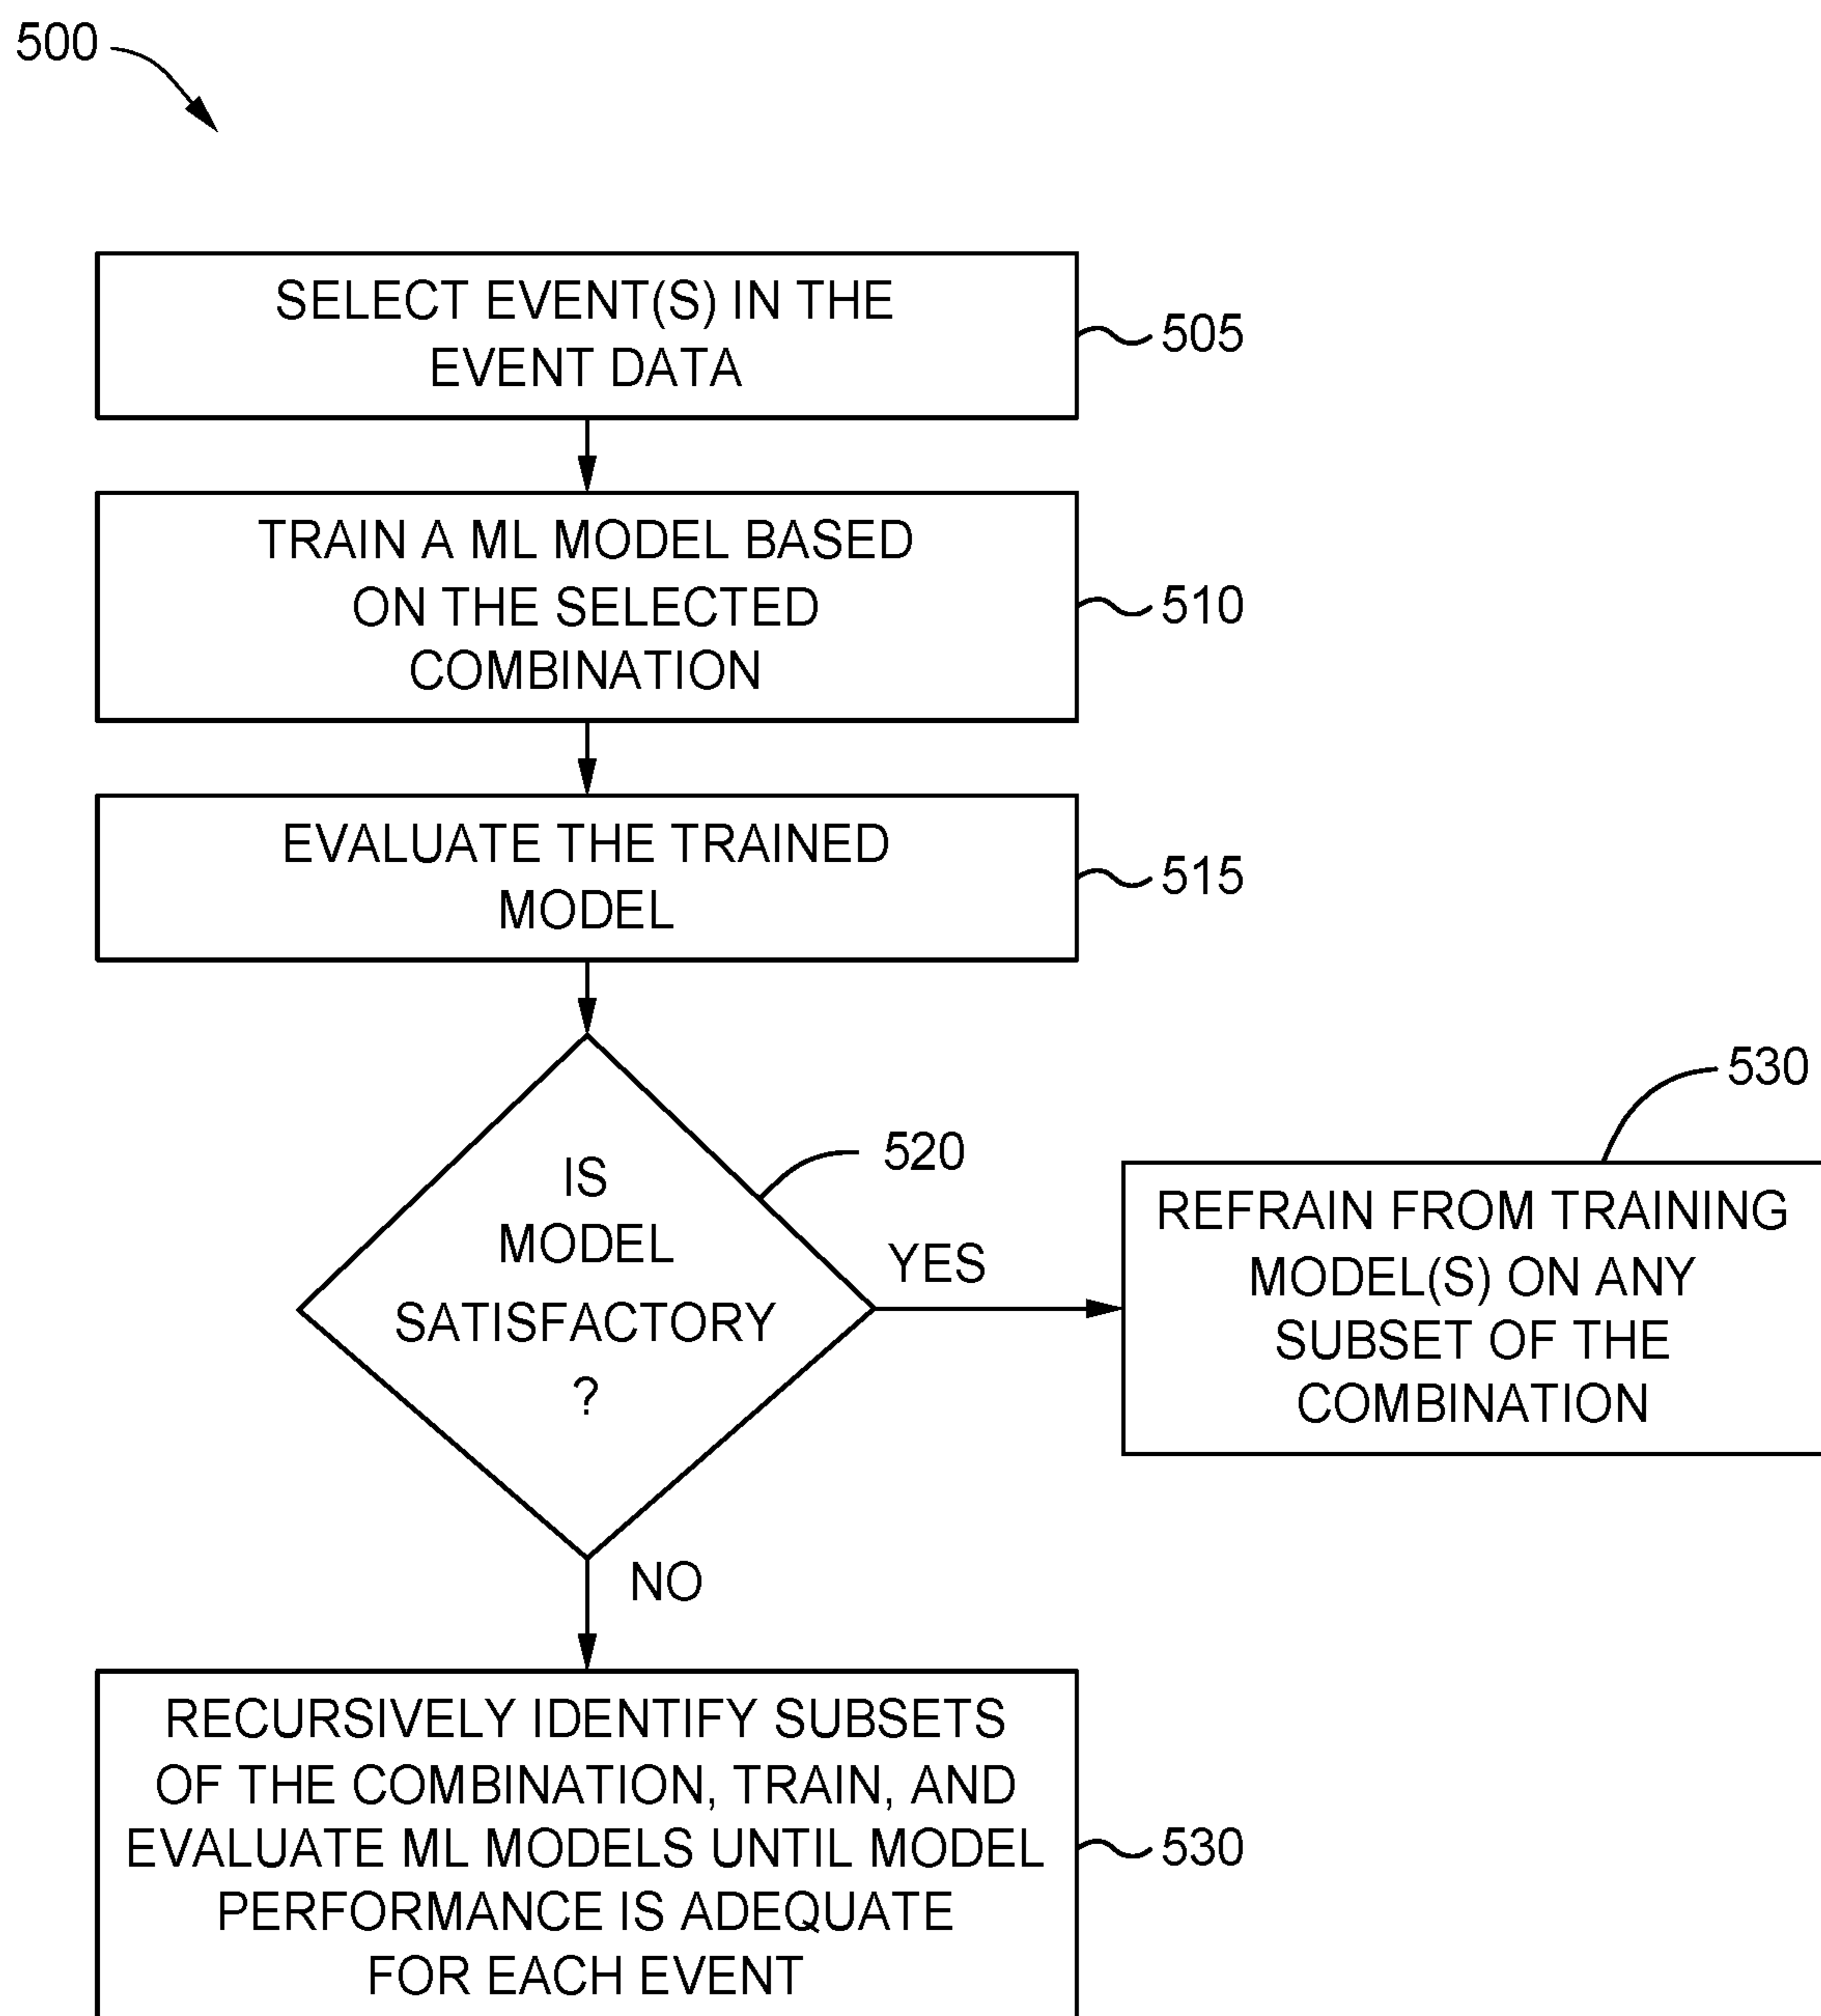 500
SELECT EVENT(S) IN THE
EVENT DATA
505
TRAIN A ML MODEL BASED
ON THE SELECTED
COMBINATION
510
EVALUATE THE TRAINED
MODEL
515
IS
MODEL
SATISFACTORY
?
520
YES
530
REFRAIN FROM TRAINING
MODEL(S) ON ANY
SUBSET OF THE
COMBINATION
NO
RECURSIVELY IDENTIFY SUBSETS
OF THE COMBINATION, TRAIN, AND
EVALUATE ML MODELS UNTIL MODEL
PERFORMANCE IS ADEQUATE
FOR EACH EVENT
530